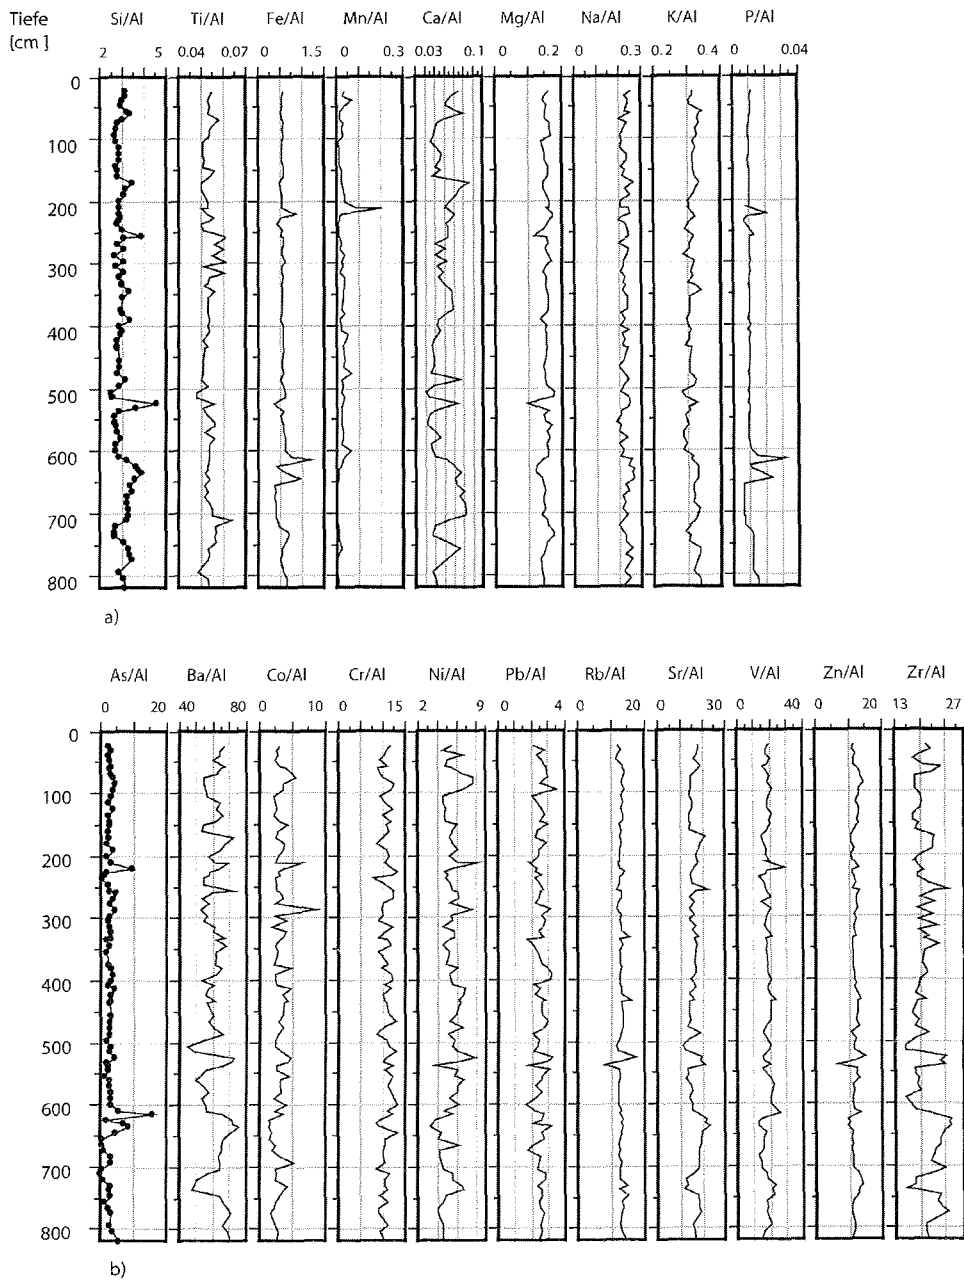 Tiefe Si/Al Ti/Al Fe/Al Mn/Al Ca/Al Mg/Al Na/Al K/Al P/Al
[cm]
2 5 0.04 0.07 0 1.5 0 0.3 0.03 0.1 0 0.2 0 0.3 0.2 0.4 0 0.04
0
100
200
300
400
500
600
700
800
a)
As/Al Ba/Al Co/Al Cr/Al Ni/Al Pb/Al Rb/Al Sr/Al V/Al Zn/Al Zr/Al
0 20 40 80 0 10 0 15 2 9 0 4 0 20 0 30 0 40 0 20 13 27
0
100
200
300
400
500
600
700
800
b)